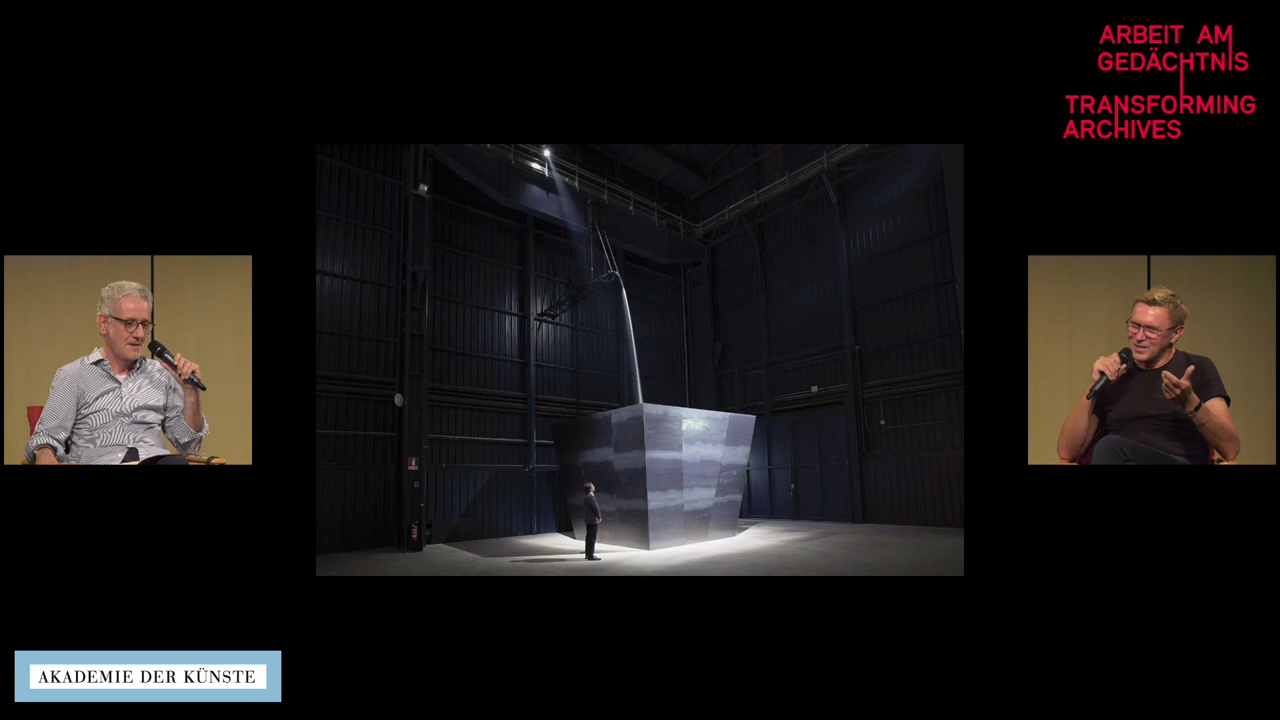 ARBEIT AM
GEDÄCHTNIS
TRANSFORMING
ARCHIVES
AKADEMIE DER KÜNSTE